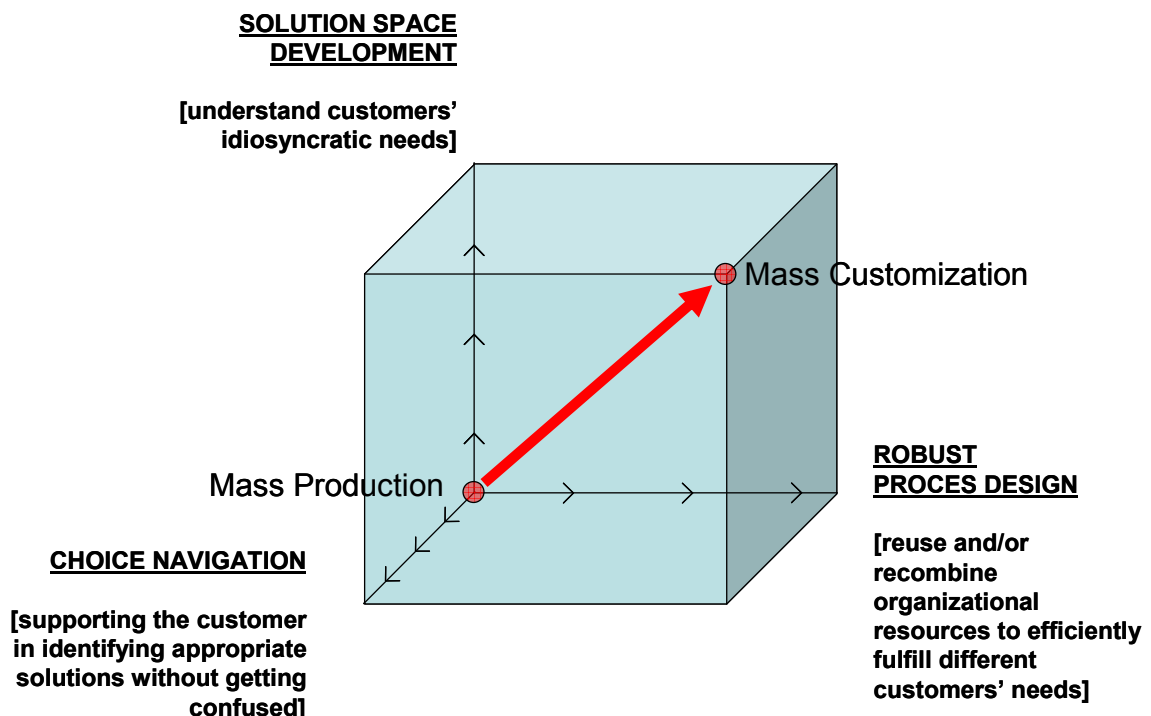 SOLUTION SPACE
DEVELOPMENT
[understand customers’
idiosyncratic needs]
Mass Customization
Mass Production
ROBUST
PROCES DESIGN
[reuse and/or
recombine
organizational
resources to efficiently
fulfill different
customers’ needs]
CHOICE NAVIGATION
[supporting the customer
in identifying appropriate
solutions without getting
confused]